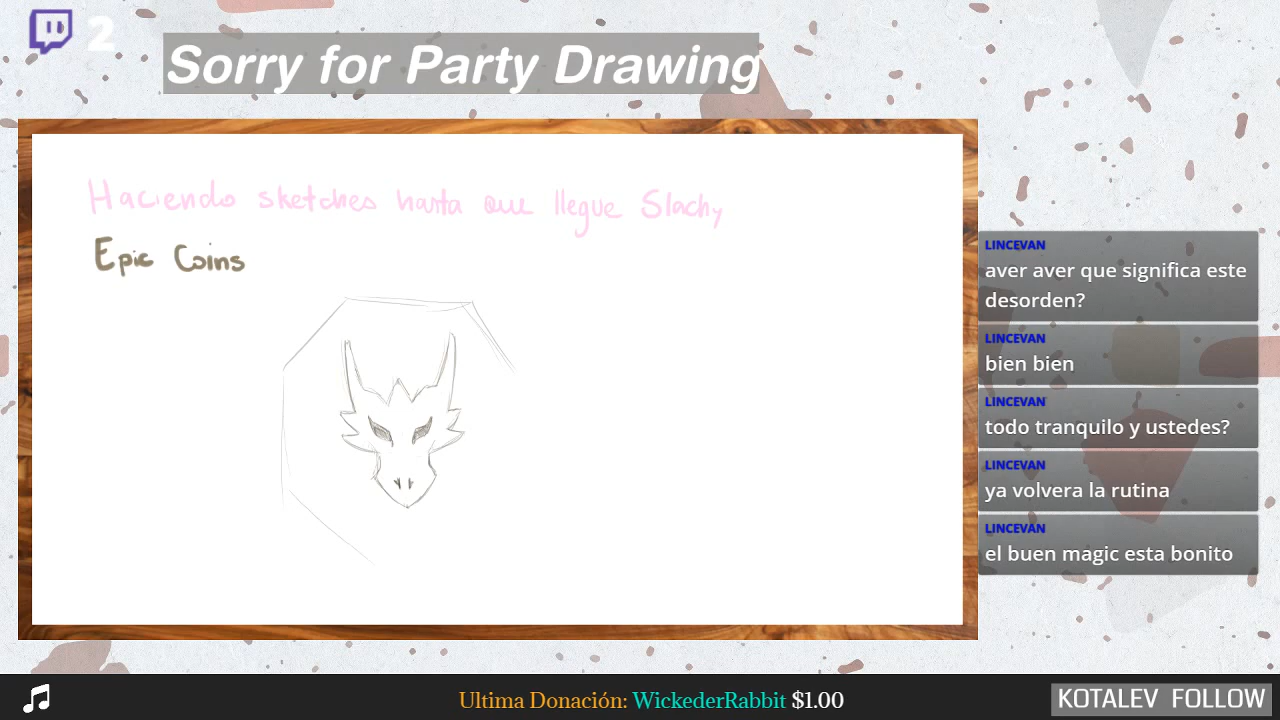 2
Sorry for Party Drawing
Haciendo sketches hasta que llegue Slachy
Epic Coins
LINCEVAN
aver aver que significa este
desorden?
LINCEVAN
bien bien
LINCEVAN
todo tranquilo y ustedes?
LINCEVAN
ya volvera la rutina
LINCEVAN
el buen magic esta bonito
Ultima Donación: WickederRabbit $1.00
KOTALEV FOLLOW